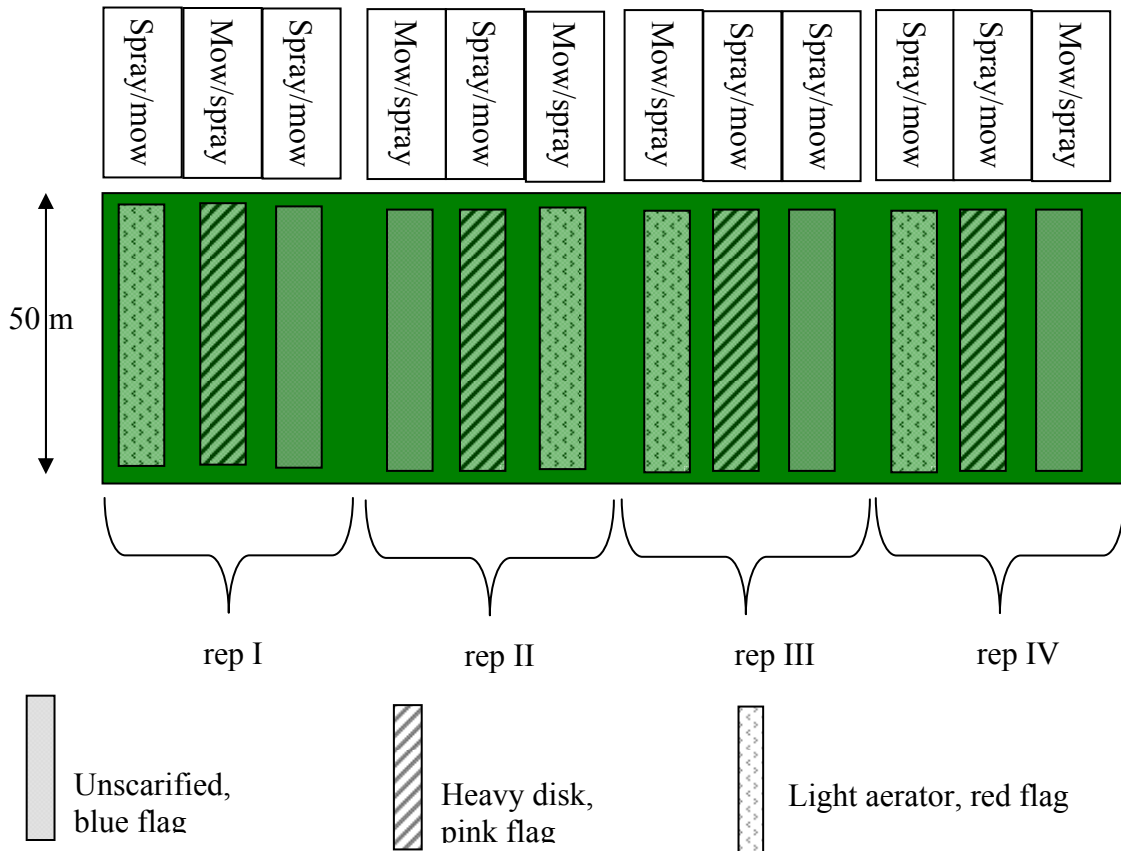 Spray/mow
Mow/spray
Spray/mow
Mow/spray
Spray/mow
Mow/spray
Mow/spray
Spray/mow
Spray/mow
Spray/mow
Spray/mow
Mow/spray
50 m
rep I
rep II
rep III
rep IV
Unscarified,
blue flag
Heavy disk,
pink flag
Light aerator, red flag